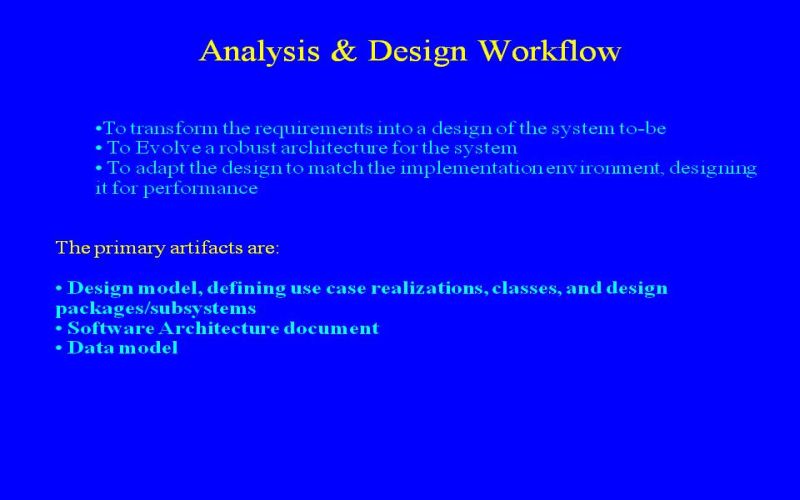 Analysis & Design Workflow
•To transform the requirements into a design of the system to-be
• To Evolve a robust architecture for the system
• To adapt the design to match the implementation environment, designing
it for performance
The primary artifacts are:
• Design model, defining use case realizations, classes, and design
packages/subsystems
• Software Architecture document
• Data model